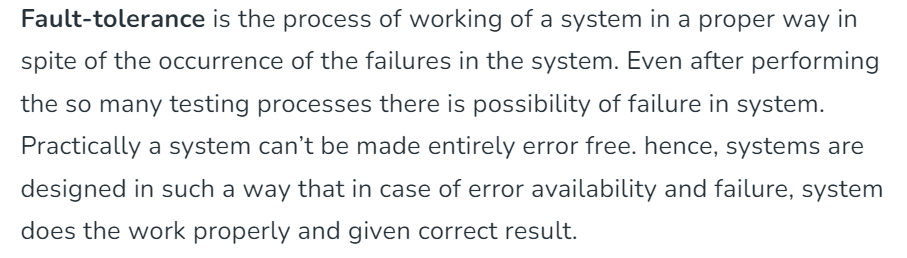 Fault-tolerance is the process of working of a system in a proper way in
spite of the occurrence of the failures in the system. Even after performing
the so many testing processes there is possibility of failure in system.
Practically a system can’t be made entirely error free. hence, systems are
designed in such a way that in case of error availability and failure, system
does the work properly and given correct result.